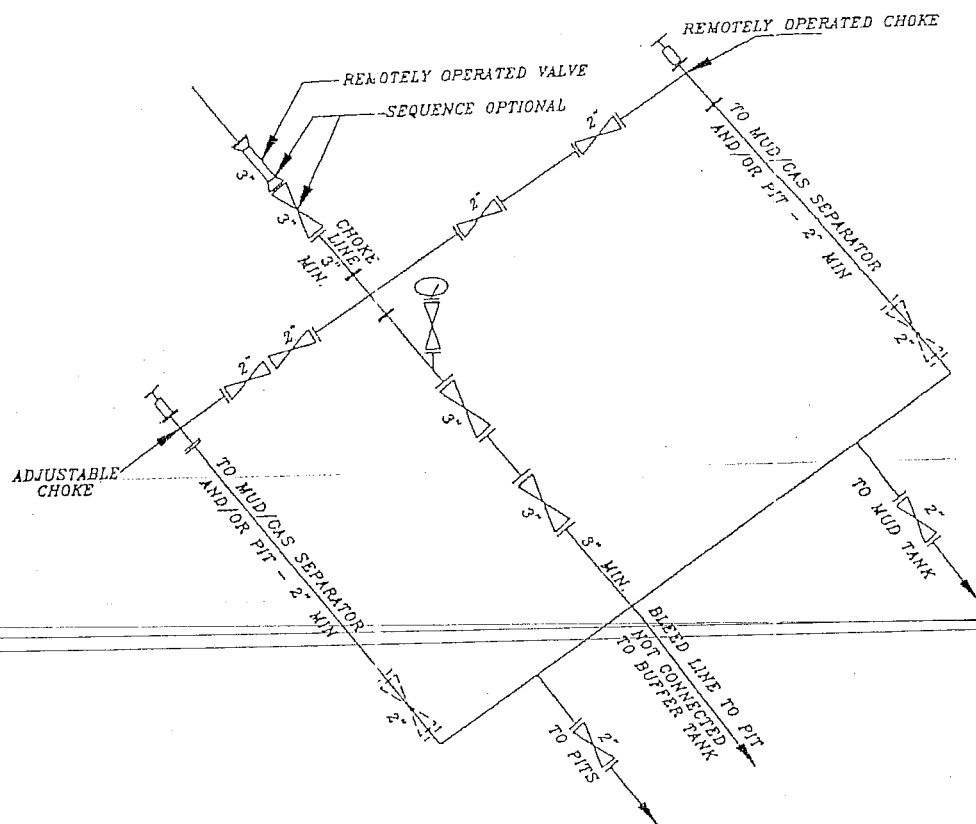 REMOTELY OPERATED CHOKE
REMOTELY OPERATED VALVE
SEQUENCE OPTIONAL
3"
3"
CHOKE
LINE
3"
MIN.
2"
2"
TO MUD/GAS SEPARATOR
AND/OR PIT - 2" MIN
2"
2"
2"
ADJUSTABLE
CHOKE
3"
3"
3" MIN.
TO MUD/GAS SEPARATOR
AND/OR PIT - 2" MIN
2"
2"
TO MUD TANK
BLEED LINE TO PIT
NOT CONNECTED
TO BUFFER TANK
2"
TO PITS